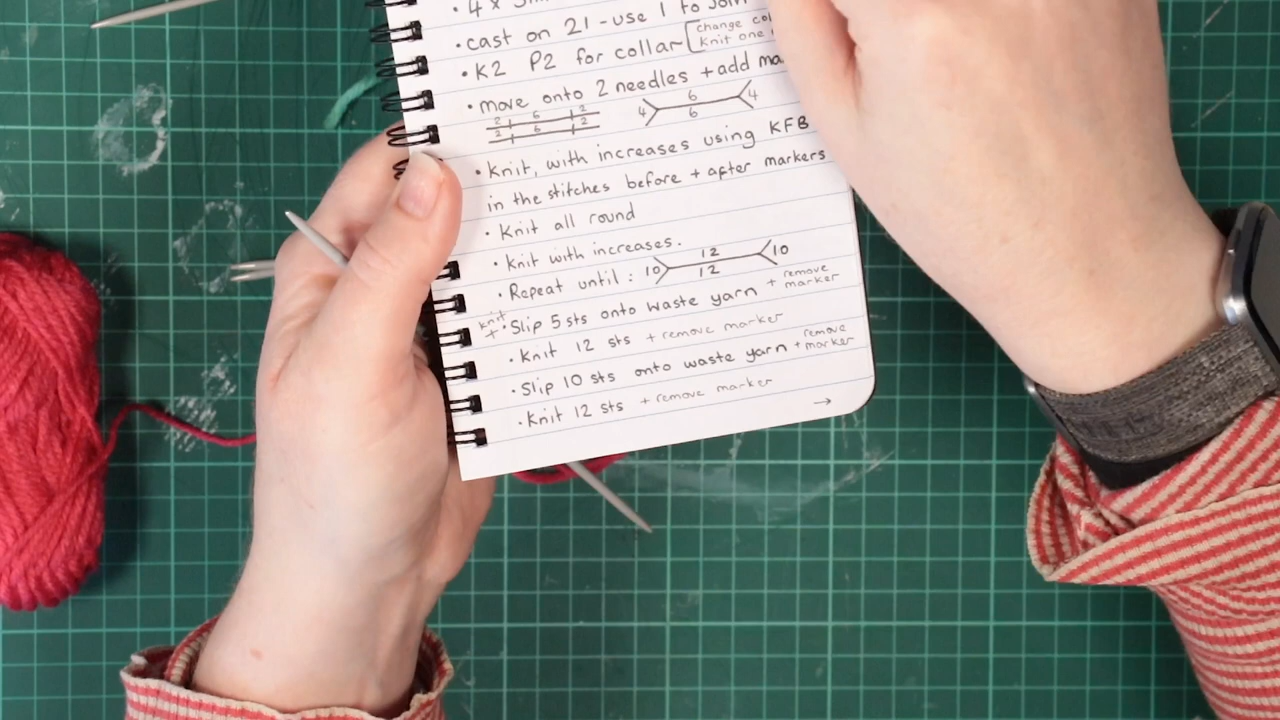 • 4 x
• cast on 21 - use 1 to join
• K2 P2 for collar [change
Knit one
• move onto 2 needles + add
2 6 2
2 6 2
6
4 4
6
• Knit, with increases using KFB
in the stitches before + after markers
• Knit all round
• Knit with increases.
• Repeat until : 10 12 12 10
knit + • Slip 5 sts onto waste yarn + remove marker
• Knit 12 sts + remove marker
• Slip 10 sts onto waste yarn + remove marker
• Knit 12 sts + remove marker
→